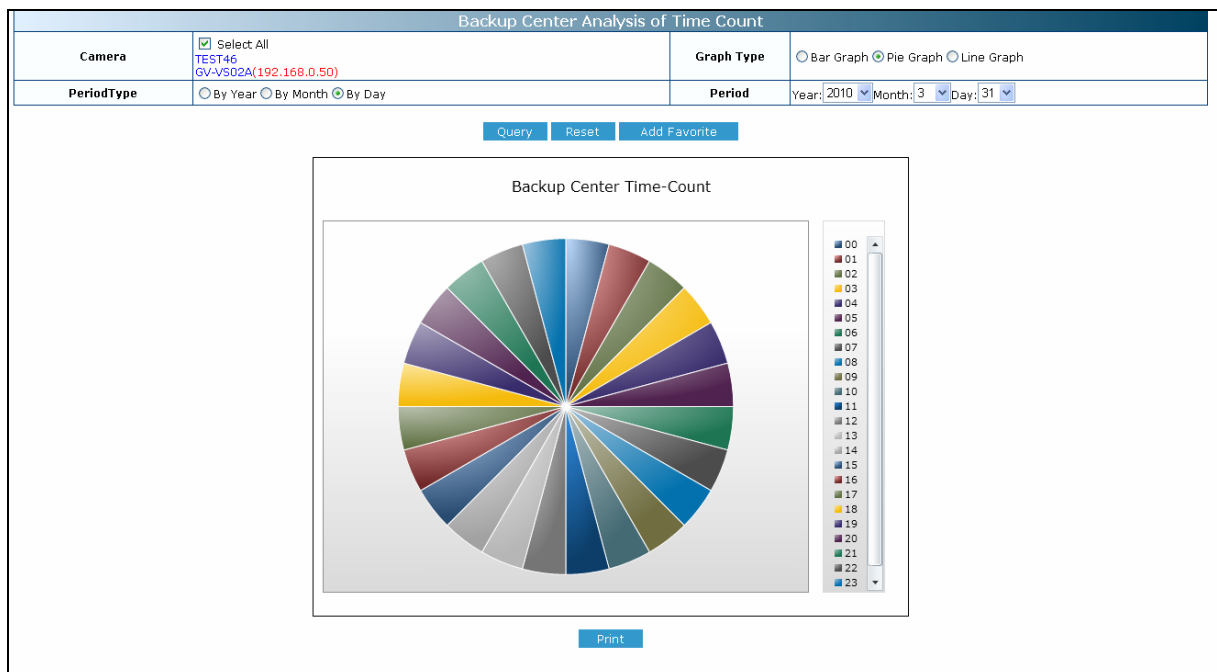 Backup Center Analysis of Time Count
Camera
Select All
TEST46
GV-VS02A(192.168.0.50)
Graph Type
Bar Graph Pie Graph Line Graph
PeriodType
By Year By Month By Day
Period
Year: 2010 Month: 3 Day: 31
Query Reset Add Favorite
Backup Center Time-Count
00
01
02
03
04
05
06
07
08
09
10
11
12
13
14
15
16
17
18
19
20
21
22
23
Print